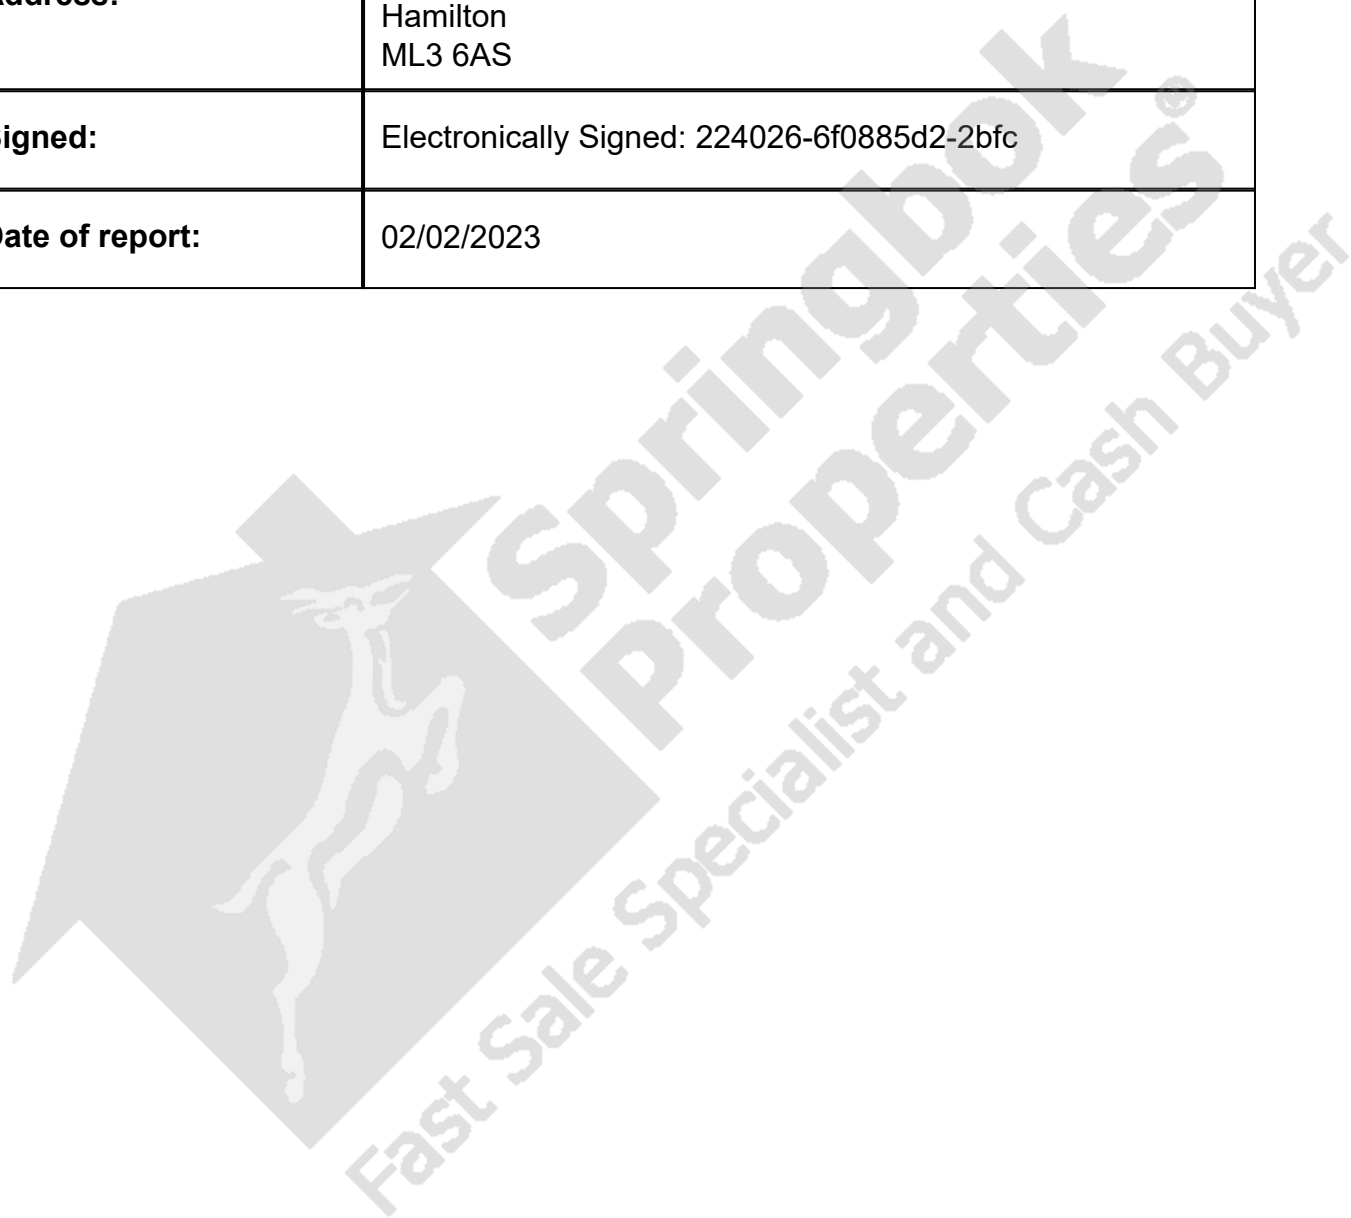 Address:
Hamilton
ML3 6AS
Signed:
Electronically Signed: 224026-6f0885d2-2bfc
Date of report:
02/02/2023
Springbok
Properties®
Fast Sale Specialist and Cash Buyer